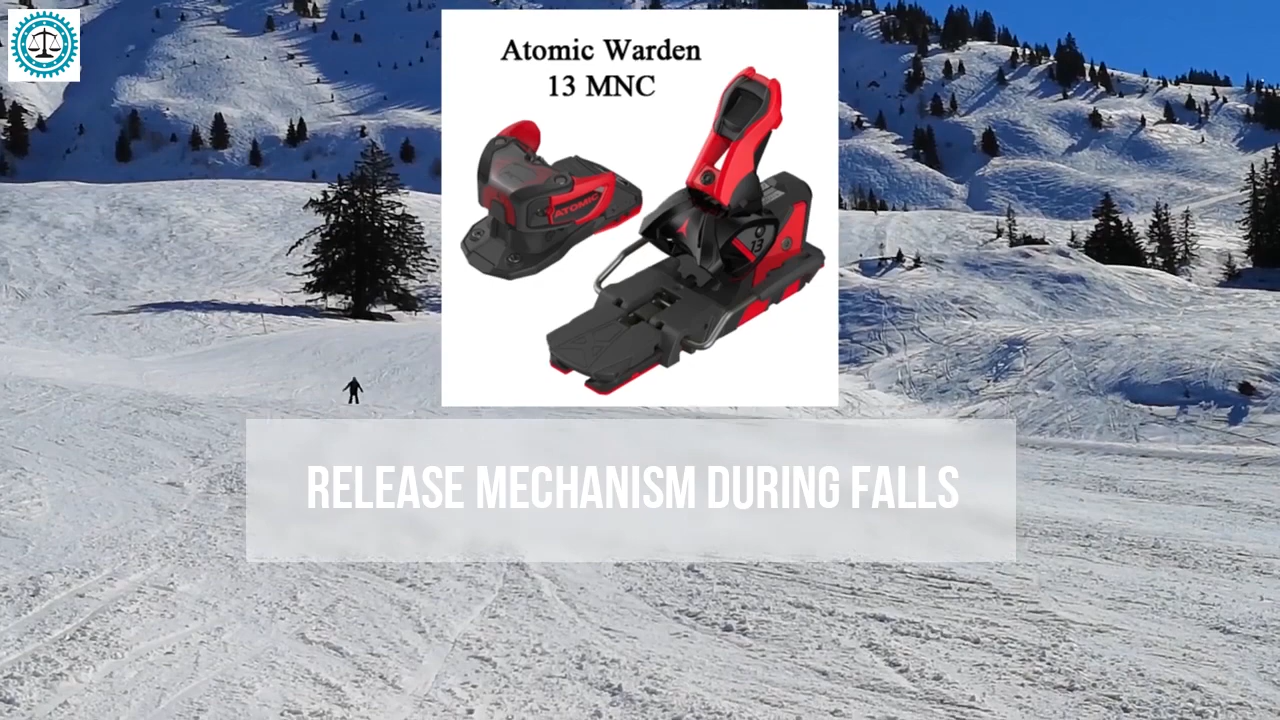 Atomic Warden
13 MNC
ATOMIC
13
RELEASE MECHANISM DURING FALLS